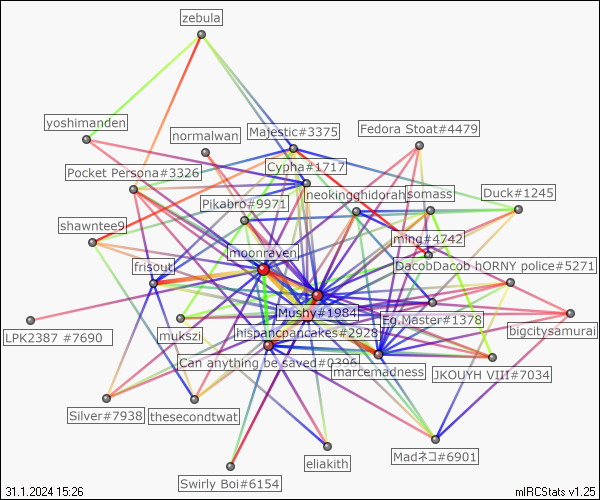 zebula
yoshimanden
normalwan
Majestic#3375
Fedora Stoat#4479
Cypha#1717
Pocket Persona#3326
neokingghidorah
somass
Duck#1245
Pikabro#9971
shawntee9
ming#4742
moonraven
frisout
DacobDacob hORNY police#5271
Mushy#1984
Eg.Master#1378
LPK2387 #7690
mukszi
hispancpancakes#2928
bigcitysamurai
Can anything be saved#0396
marcemadness
JKOUYH VIII#7034
Silver#7938
thesecondtwat
Madネコ#6901
eliakith
Swirly Boi#6154
31.1.2024 15:26
mIRCStats v1.25